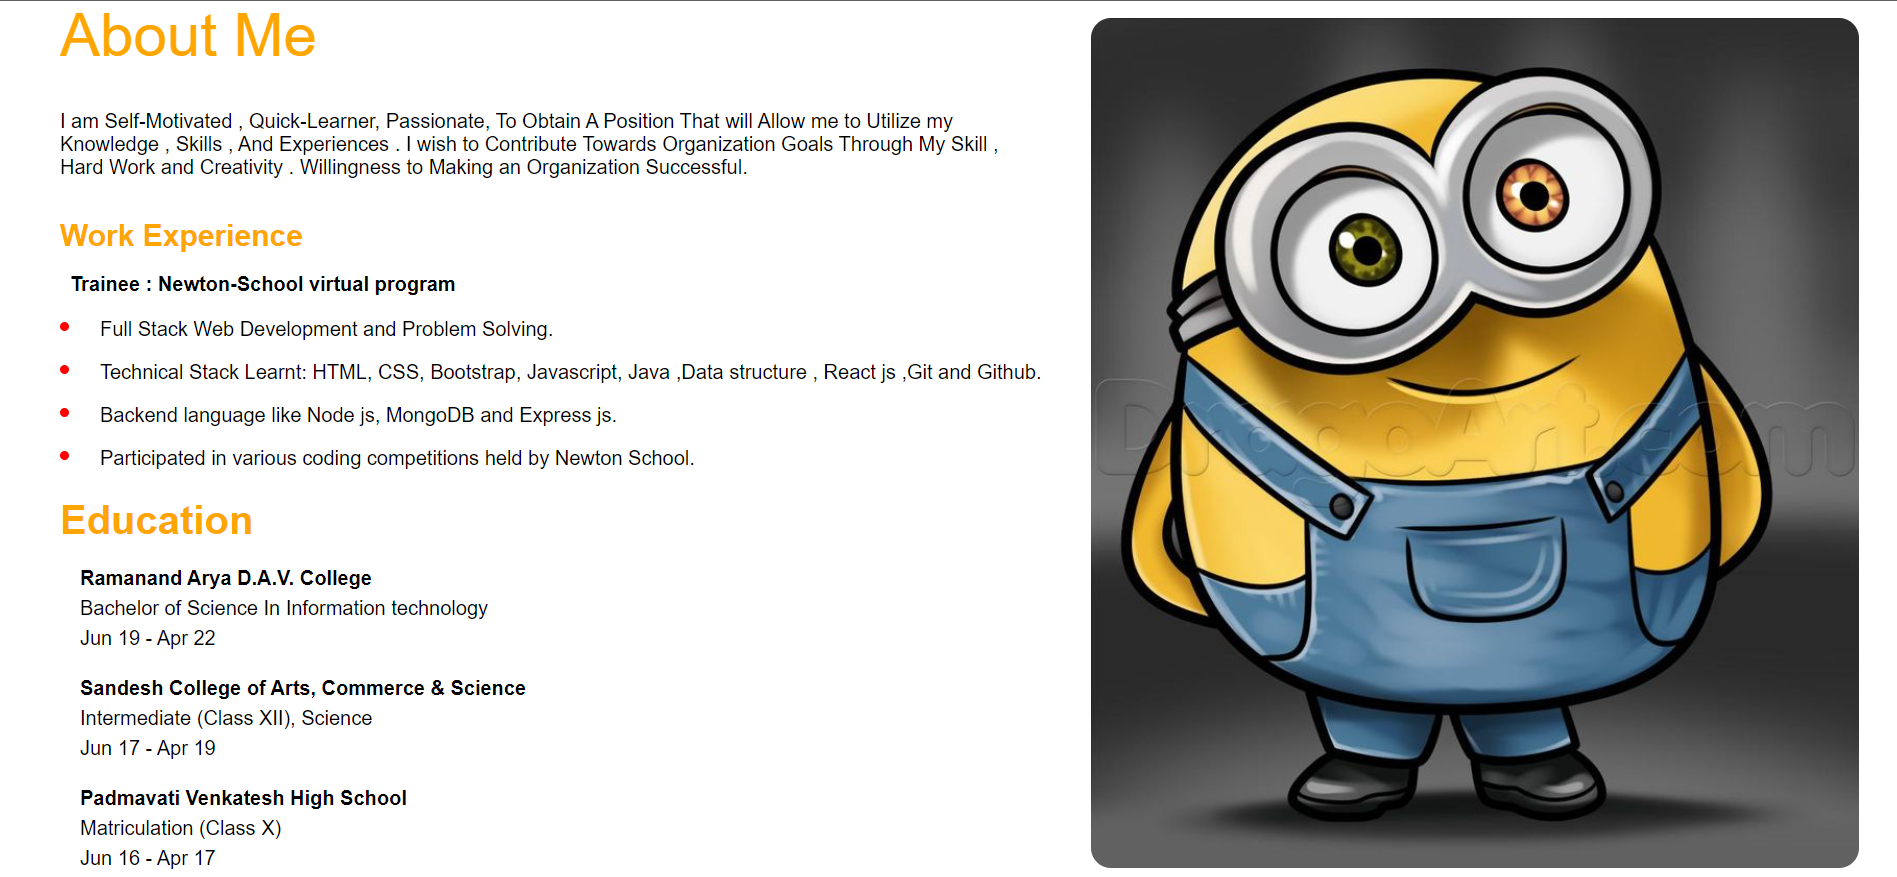 About Me
I am Self-Motivated , Quick-Learner, Passionate, To Obtain A Position That will Allow me to Utilize my
Knowledge , Skills , And Experiences . I wish to Contribute Towards Organization Goals Through My Skill ,
Hard Work and Creativity . Willingness to Making an Organization Successful.
Work Experience
Trainee : Newton-School virtual program
Full Stack Web Development and Problem Solving.
Technical Stack Learnt: HTML, CSS, Bootstrap, Javascript, Java ,Data structure , React js ,Git and Github.
Backend language like Node js, MongoDB and Express js.
Participated in various coding competitions held by Newton School.
Education
Ramanand Arya D.A.V. College
Bachelor of Science In Information technology
Jun 19 - Apr 22
Sandesh College of Arts, Commerce & Science
Intermediate (Class XII), Science
Jun 17 - Apr 19
Padmavati Venkatesh High School
Matriculation (Class X)
Jun 16 - Apr 17
DragoArt.com